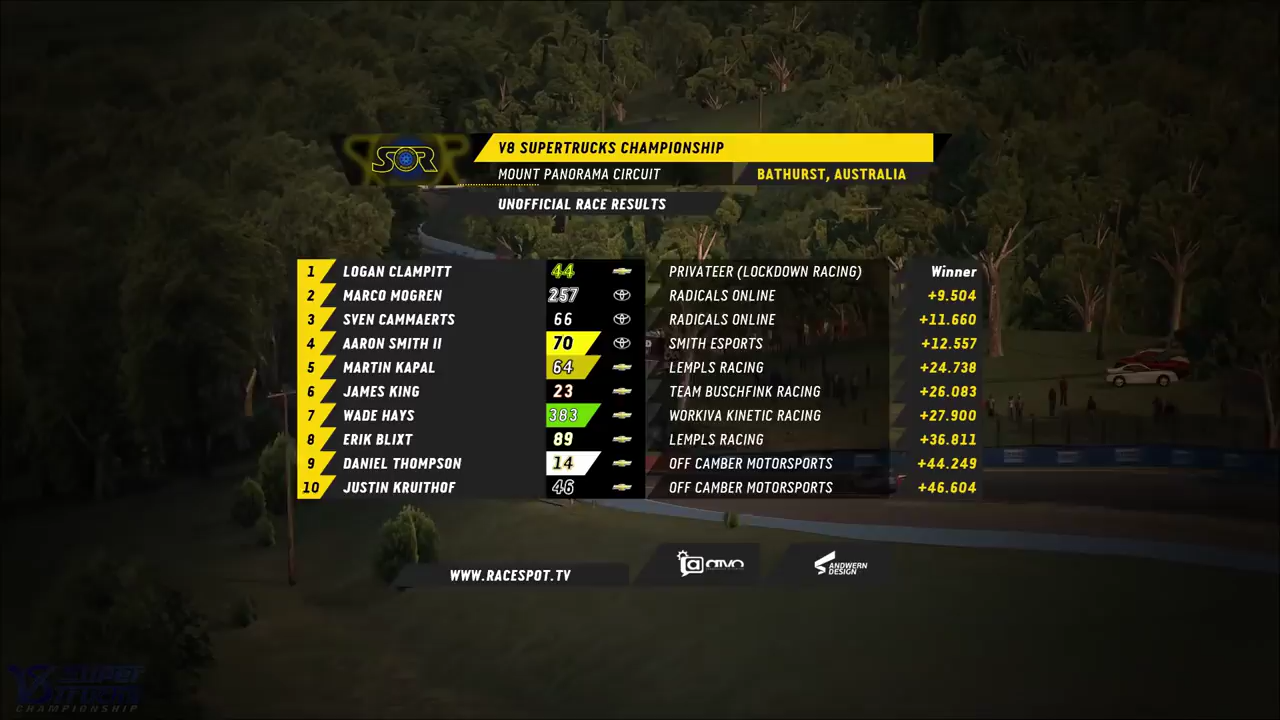 SOR
V8 SUPERTRUCKS CHAMPIONSHIP
MOUNT PANORAMA CIRCUIT BATHURST, AUSTRALIA
UNOFFICIAL RACE RESULTS
1 LOGAN CLAMPITT 44 PRIVATEER (LOCKDOWN RACING) Winner
2 MARCO MOGREN 257 RADICALS ONLINE +9.504
3 SVEN CAMMAERTS 66 RADICALS ONLINE +11.660
4 AARON SMITH II 70 SMITH ESPORTS +12.557
5 MARTIN KAPAL 64 LEMPLS RACING +24.738
6 JAMES KING 23 TEAM BUSCHFINK RACING +26.083
7 WADE HAYS 383 WORKIVA KINETIC RACING +27.900
8 ERIK BLIXT 89 LEMPLS RACING +36.811
9 DANIEL THOMPSON 14 OFF CAMBER MOTORSPORTS +44.249
10 JUSTIN KRUITHOF 46 OFF CAMBER MOTORSPORTS +46.604
WWW.RACESPOT.TV
ANDWERN
DESIGN
V8 SUPER
TRUCKS
CHAMPIONSHIP